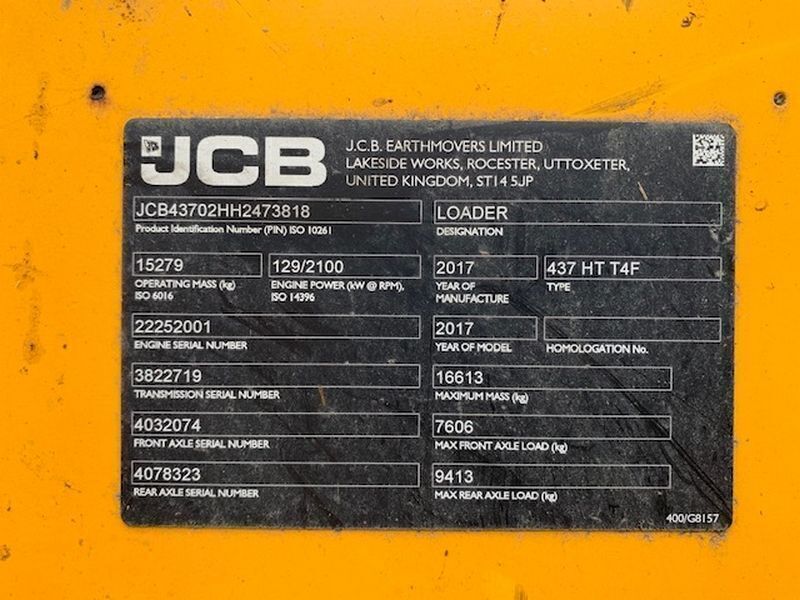 JCB
J.C.B. EARTHMOVERS LIMITED
LAKESIDE WORKS, ROCESTER, UTTOXETER,
UNITED KINGDOM, ST14 5JP
JCB43702HH2473818
Product Identification Number (PIN) ISO 10261
LOADER
DESIGNATION
15279
OPERATING MASS (kg)
ISO 6016
129/2100
ENGINE POWER (kW @ RPM),
ISO 14396
2017
YEAR OF
MANUFACTURE
437 HT T4F
TYPE
22252001
ENGINE SERIAL NUMBER
2017
YEAR OF MODEL
HOMOLOGATION No.
3822719
TRANSMISSION SERIAL NUMBER
16613
MAXIMUM MASS (kg)
4032074
FRONT AXLE SERIAL NUMBER
7606
MAX FRONT AXLE LOAD (kg)
4078323
REAR AXLE SERIAL NUMBER
9413
MAX REAR AXLE LOAD (kg)
400/G8157